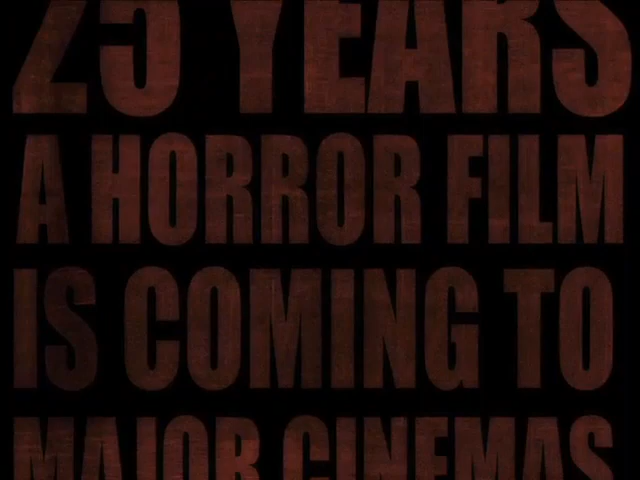 25 YEARS
A HORROR FILM
IS COMING TO
MAJOR CINEMAS